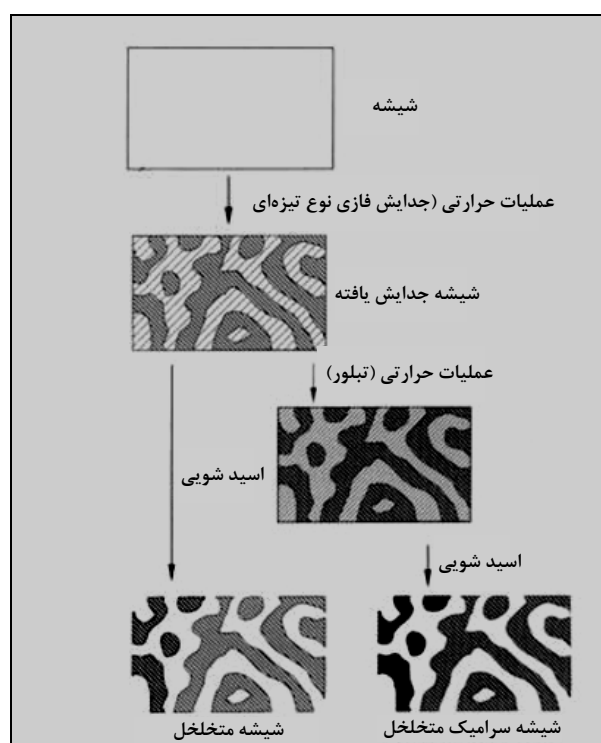 شیشه
عملیات حرارتی (جدایش فازی نوع تیزه‌ای
شیشه جدایش یافته
عملیات حرارتی (تبلور)
اسید شویی
اسید شویی
شیشه متخلخل
شیشه سرامیک متخلخل